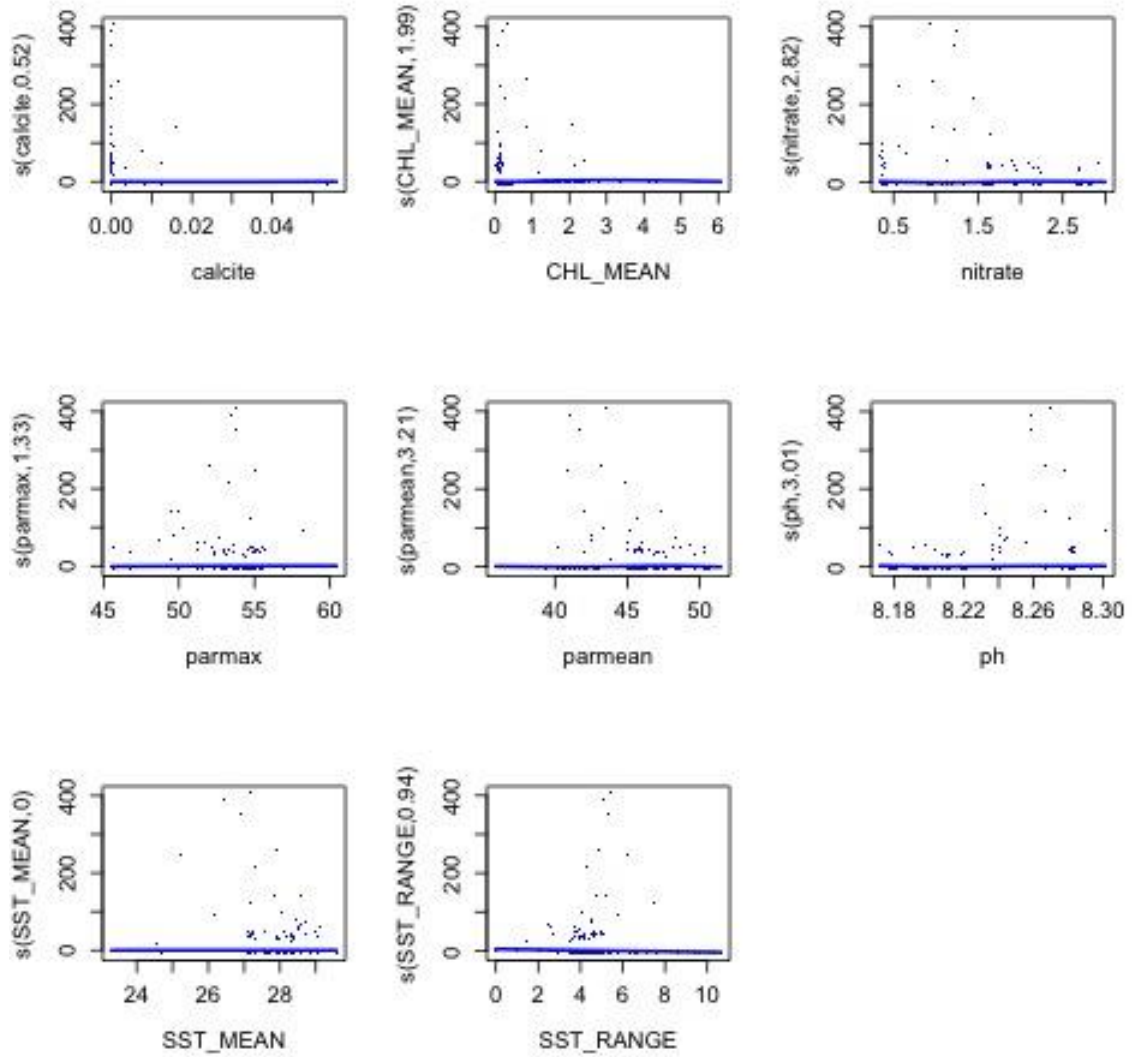 s(calcite,0.52)
400
200
0
0.00 0.02 0.04
calcite
s(CHL_MEAN,1.99)
400
200
0
0 1 2 3 4 5 6
CHL_MEAN
s(nitrate,2.82)
400
200
0
0.5 1.5 2.5
nitrate
s(parmax,1.33)
400
200
0
45 50 55 60
parmax
s(parmean,3.21)
400
200
0
40 45 50
parmean
s(ph,3.01)
400
200
0
8.18 8.22 8.26 8.30
ph
s(SST_MEAN,0)
400
200
0
24 26 28
SST_MEAN
s(SST_RANGE,0.94)
400
200
0
0 2 4 6 8 10
SST_RANGE